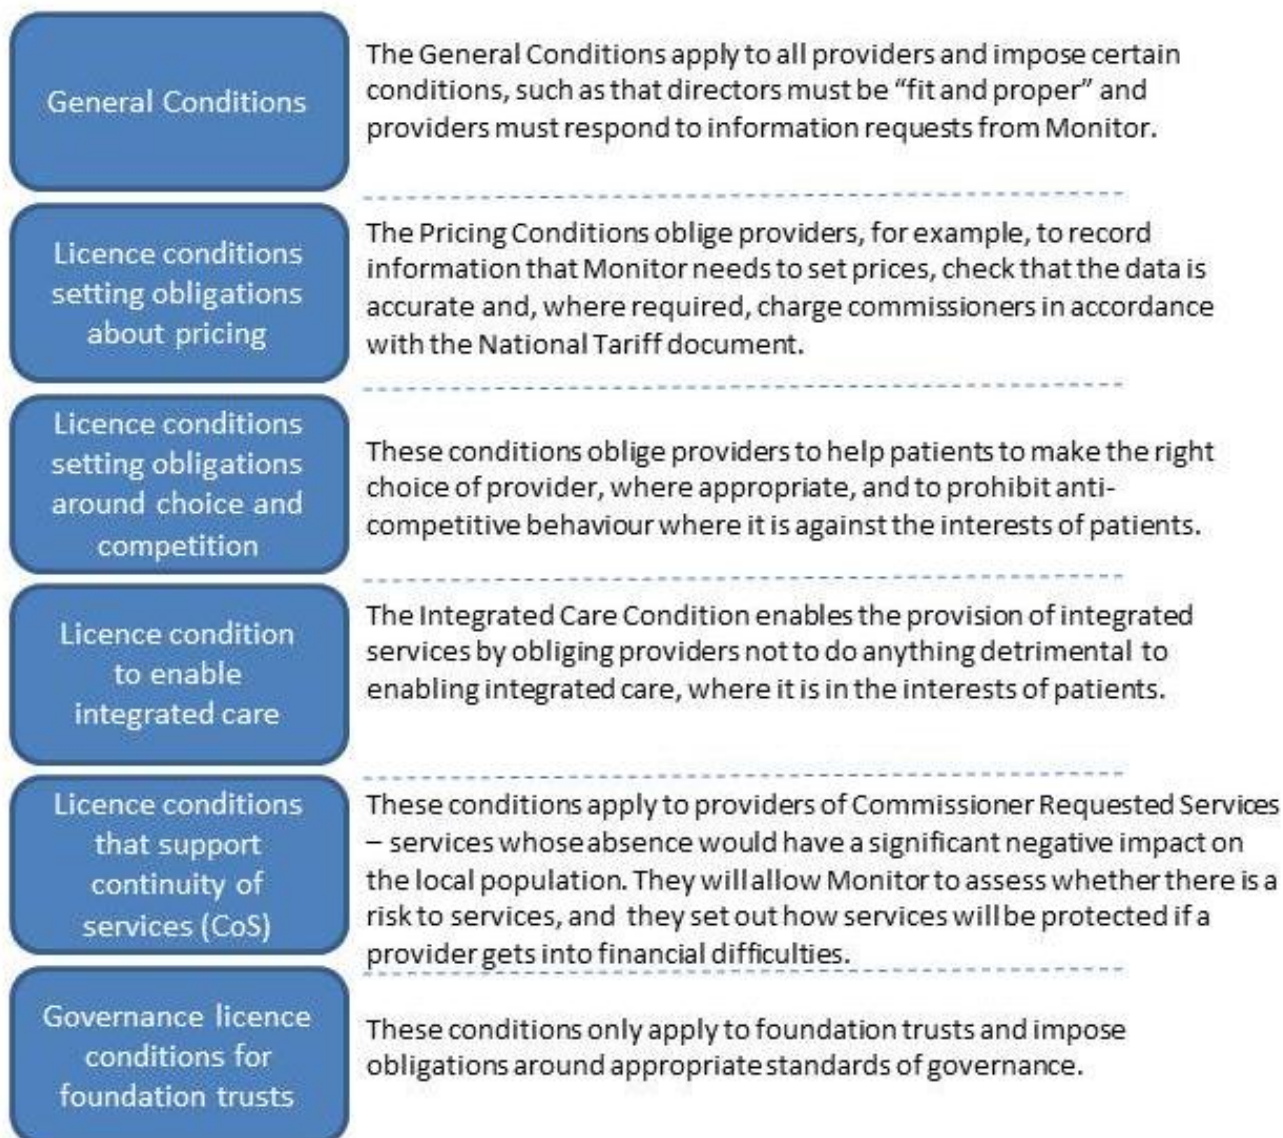 General Conditions
The General Conditions apply to all providers and impose certain
conditions, such as that directors must be “fit and proper” and
providers must respond to information requests from Monitor.
Licence conditions
setting obligations
about pricing
The Pricing Conditions oblige providers, for example, to record
information that Monitor needs to set prices, check that the data is
accurate and, where required, charge commissioners in accordance
with the National Tariff document.
Licence conditions
setting obligations
around choice and
competition
These conditions oblige providers to help patients to make the right
choice of provider, where appropriate, and to prohibit anti-
competitive behaviour where it is against the interests of patients.
Licence condition
to enable
integrated care
The Integrated Care Condition enables the provision of integrated
services by obliging providers not to do anything detrimental to
enabling integrated care, where it is in the interests of patients.
Licence conditions
that support
continuity of
services (CoS)
These conditions apply to providers of Commissioner Requested Services
– services whose absence would have a significant negative impact on
the local population. They will allow Monitor to assess whether there is a
risk to services, and they set out how services will be protected if a
provider gets into financial difficulties.
Governance licence
conditions for
foundation trusts
These conditions only apply to foundation trusts and impose
obligations around appropriate standards of governance.